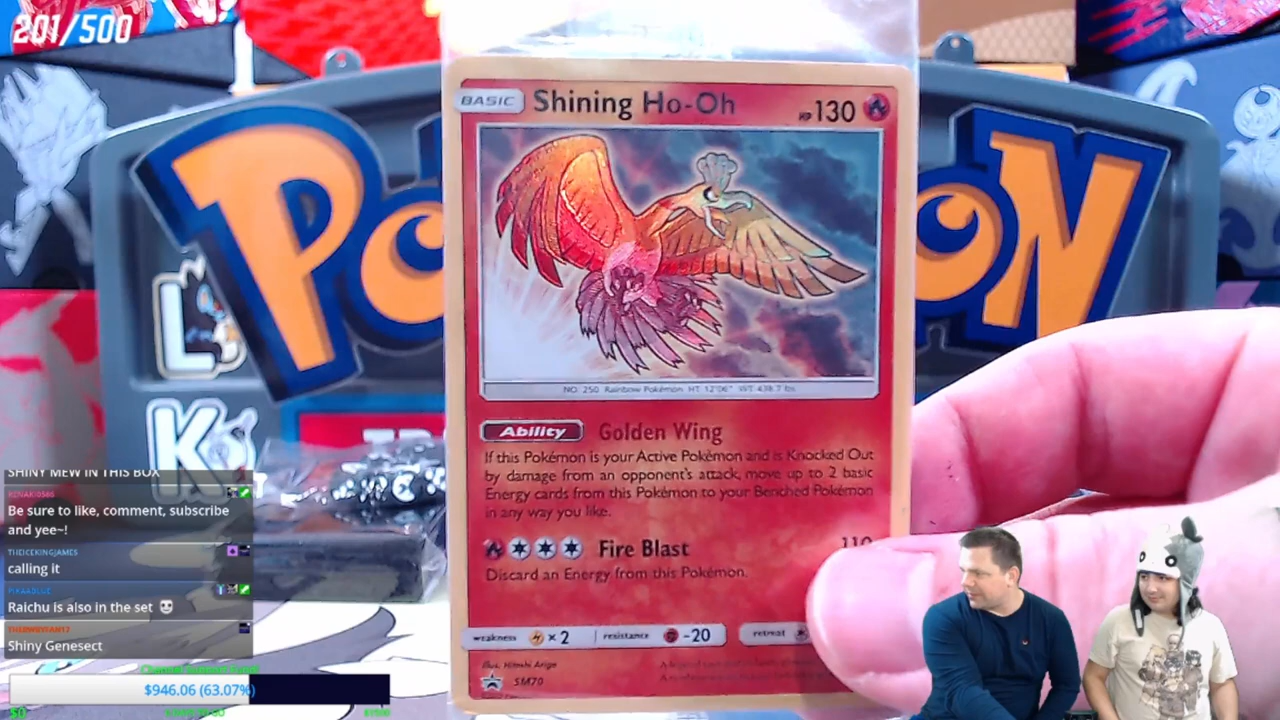 201/500
BASIC Shining Ho-Oh HP 130
POKÉMON
NO. 250 Rainbow Pokémon HT 12'06" WT 438.7 lbs
Ability Golden Wing
If this Pokémon is your Active Pokémon and is Knocked Out
by damage from an opponent's attack, move up to 2 basic
Energy cards from this Pokémon to your Benched Pokémon
in any way you like.
Fire Blast 110
Discard an Energy from this Pokémon.
weakness ×2 resistance -20 retreat
Illus. Hitoshi Ariga
SM70
L
K
SHINY MEW IN THIS BOX
Be sure to like, comment, subscribe
and yee~!
THEICEKINGJAMES
calling it
PIKAABLUE
Raichu is also in the set
Shiny Genesect
$946.06 (63.07%)
$0